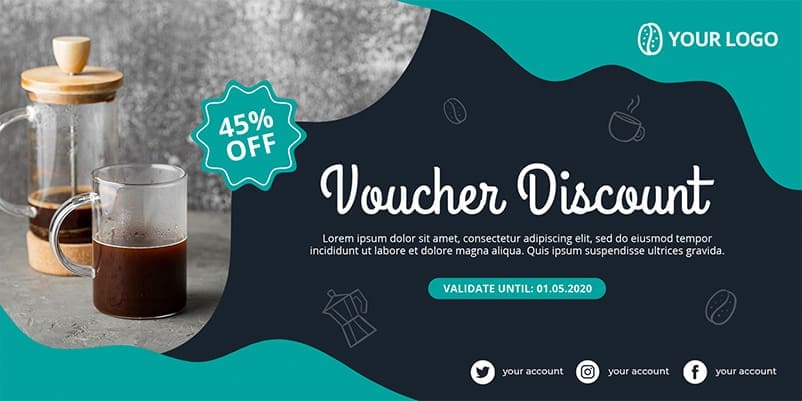 YOUR LOGO
45%
OFF
Voucher Discount
Lorem ipsum dolor sit amet, consectetur adipiscing elit, sed do eiusmod tempor
incididunt ut labore et dolore magna aliqua. Quis ipsum suspendisse ultrices gravida.
VALIDATE UNTIL: 01.05.2020
your account
your account
your account